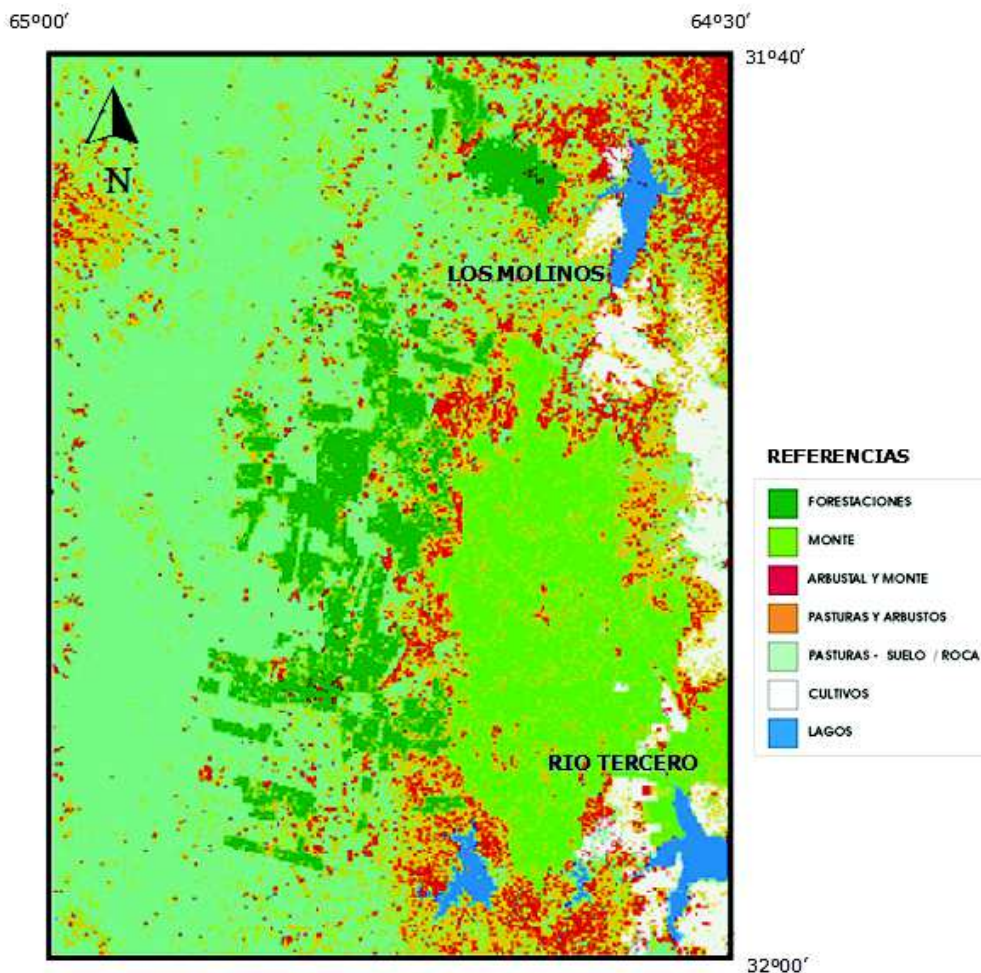 65º00′
64º30′
31º40′
N
LOS MOLINOS
REFERENCIAS
FORESTACIONES
MONTE
ARBUSTAL Y MONTE
PASTURAS Y ARBUSTOS
PASTURAS - SUELO / ROCA
CULTIVOS
LAGOS
RIO TERCERO
32º00′